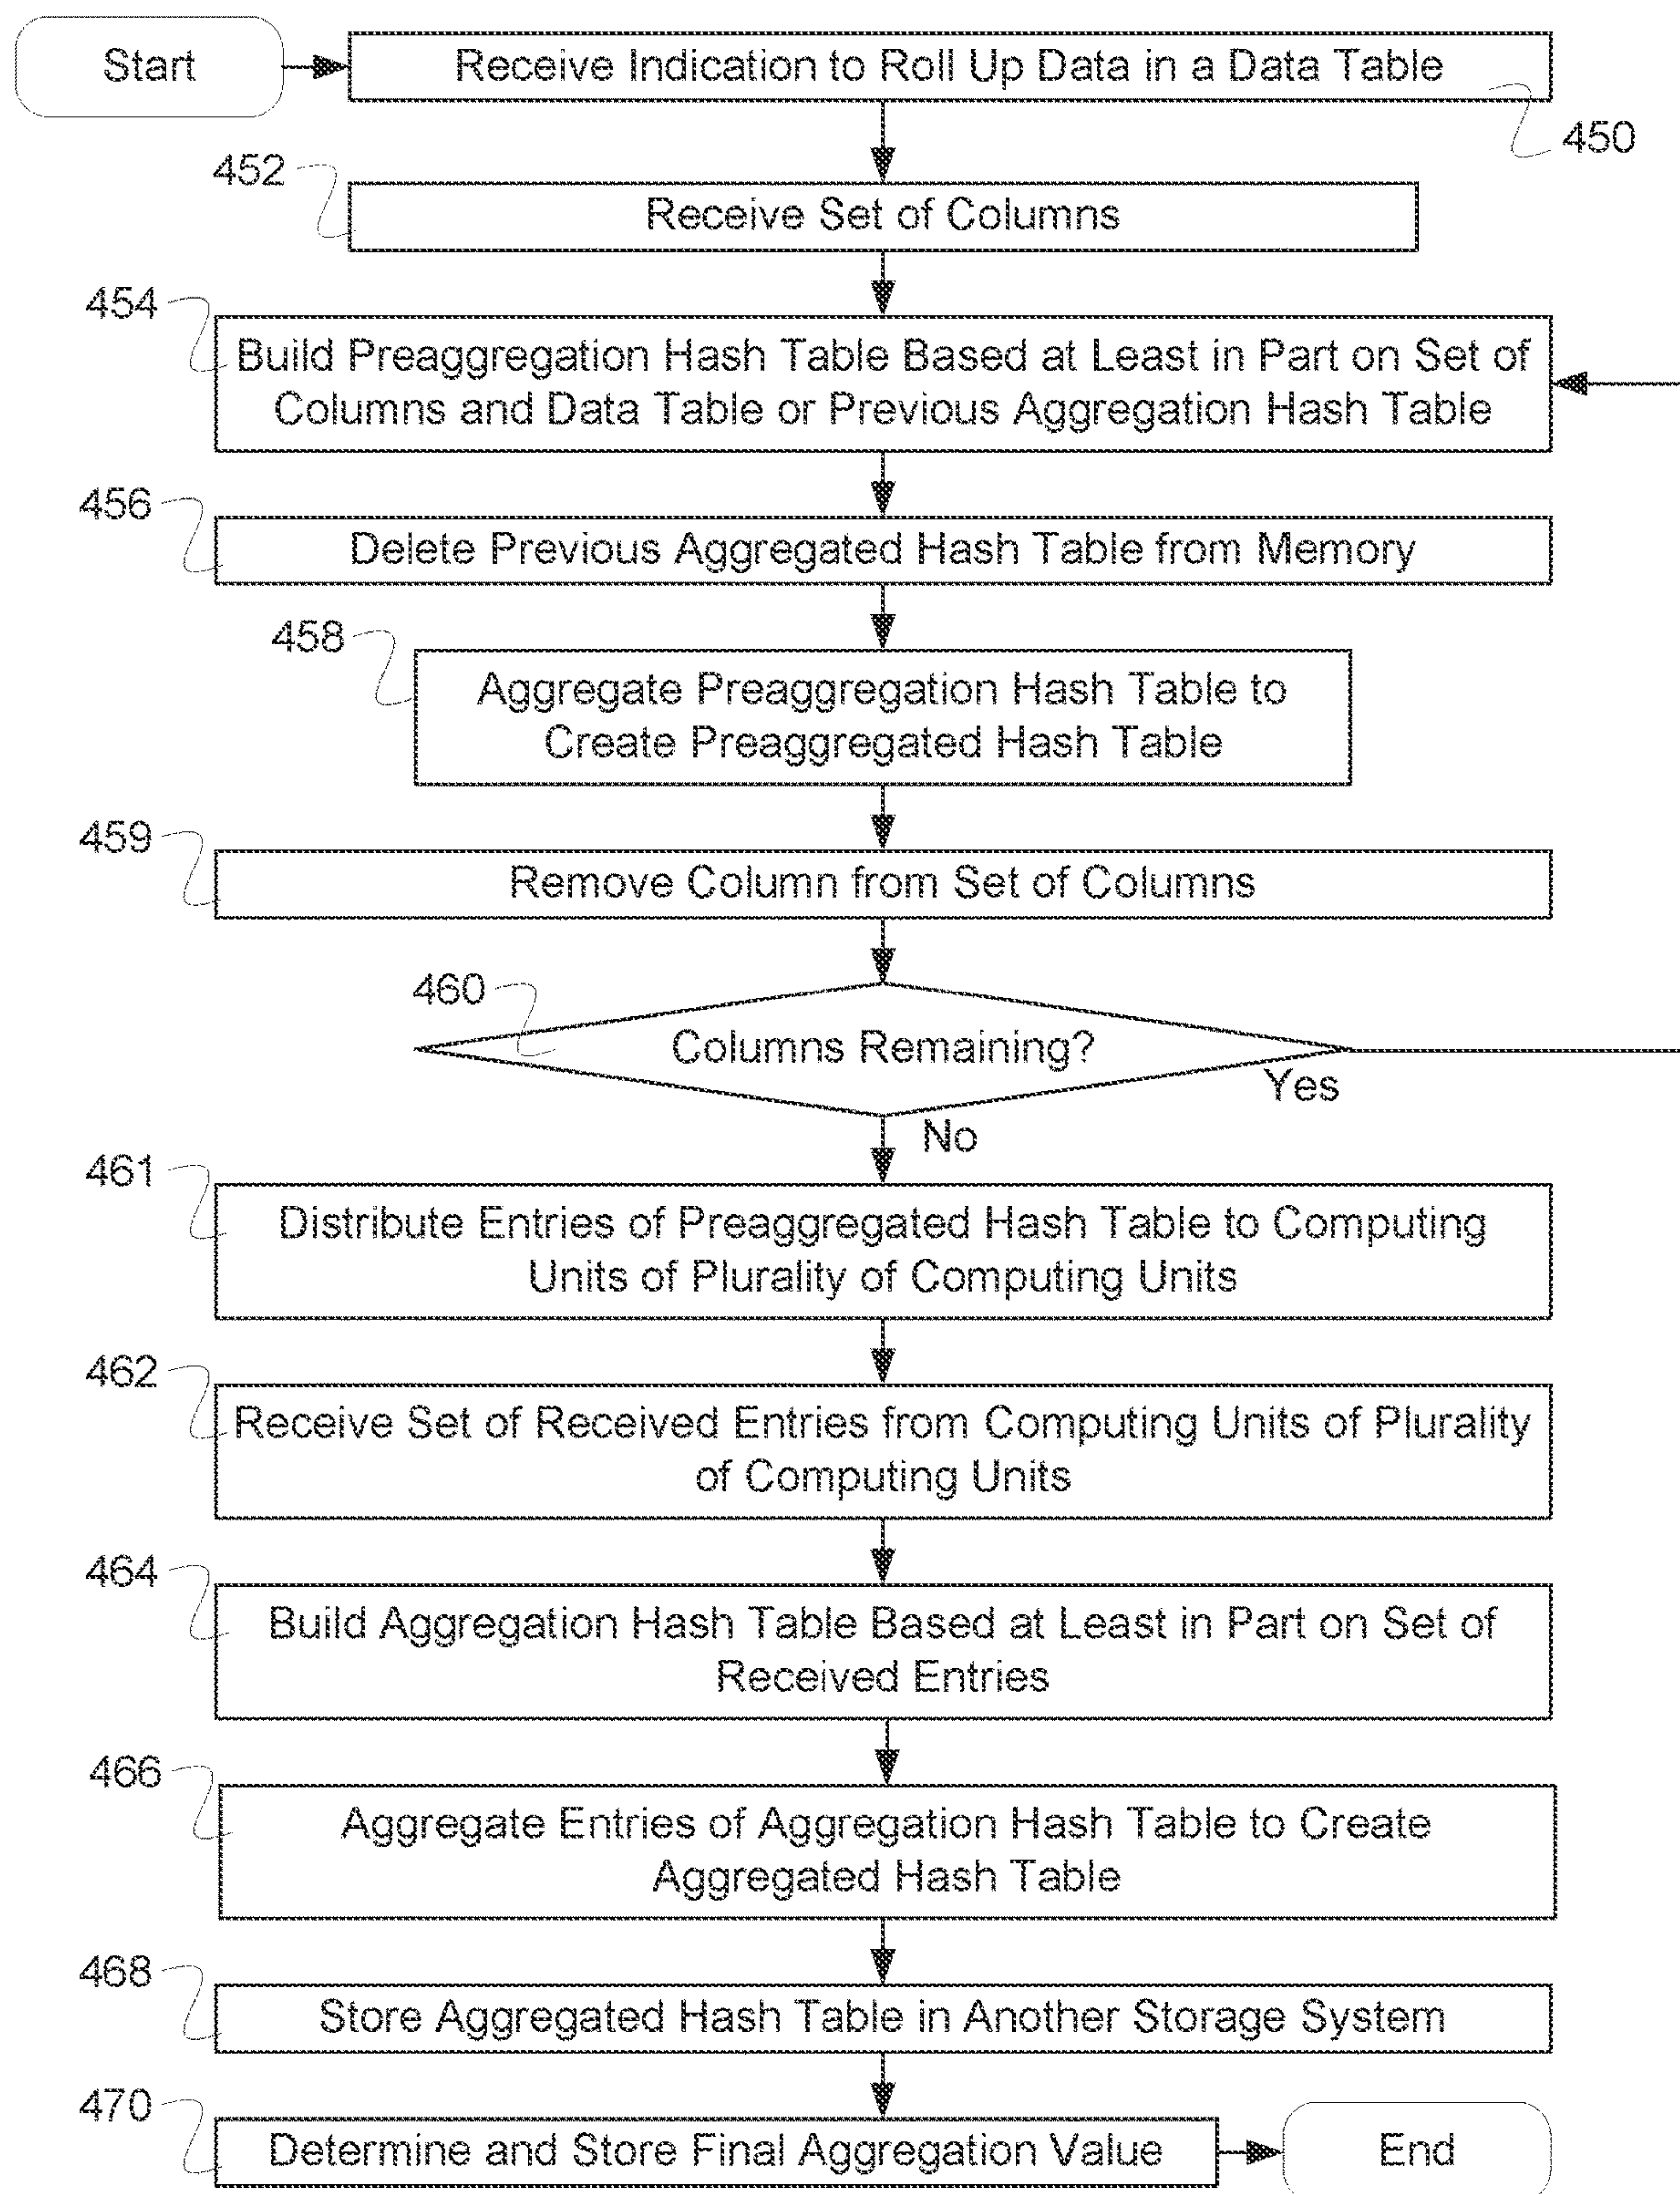 Start
Receive Indication to Roll Up Data in a Data Table
450
452
Receive Set of Columns
454
Build Preaggregation Hash Table Based at Least in Part on Set of
Columns and Data Table or Previous Aggregation Hash Table
456
Delete Previous Aggregated Hash Table from Memory
458
Aggregate Preaggregation Hash Table to
Create Preaggregated Hash Table
459
Remove Column from Set of Columns
460
Columns Remaining?
Yes
No
461
Distribute Entries of Preaggregated Hash Table to Computing
Units of Plurality of Computing Units
462
Receive Set of Received Entries from Computing Units of Plurality
of Computing Units
464
Build Aggregation Hash Table Based at Least in Part on Set of
Received Entries
466
Aggregate Entries of Aggregation Hash Table to Create
Aggregated Hash Table
468
Store Aggregated Hash Table in Another Storage System
470
Determine and Store Final Aggregation Value
End